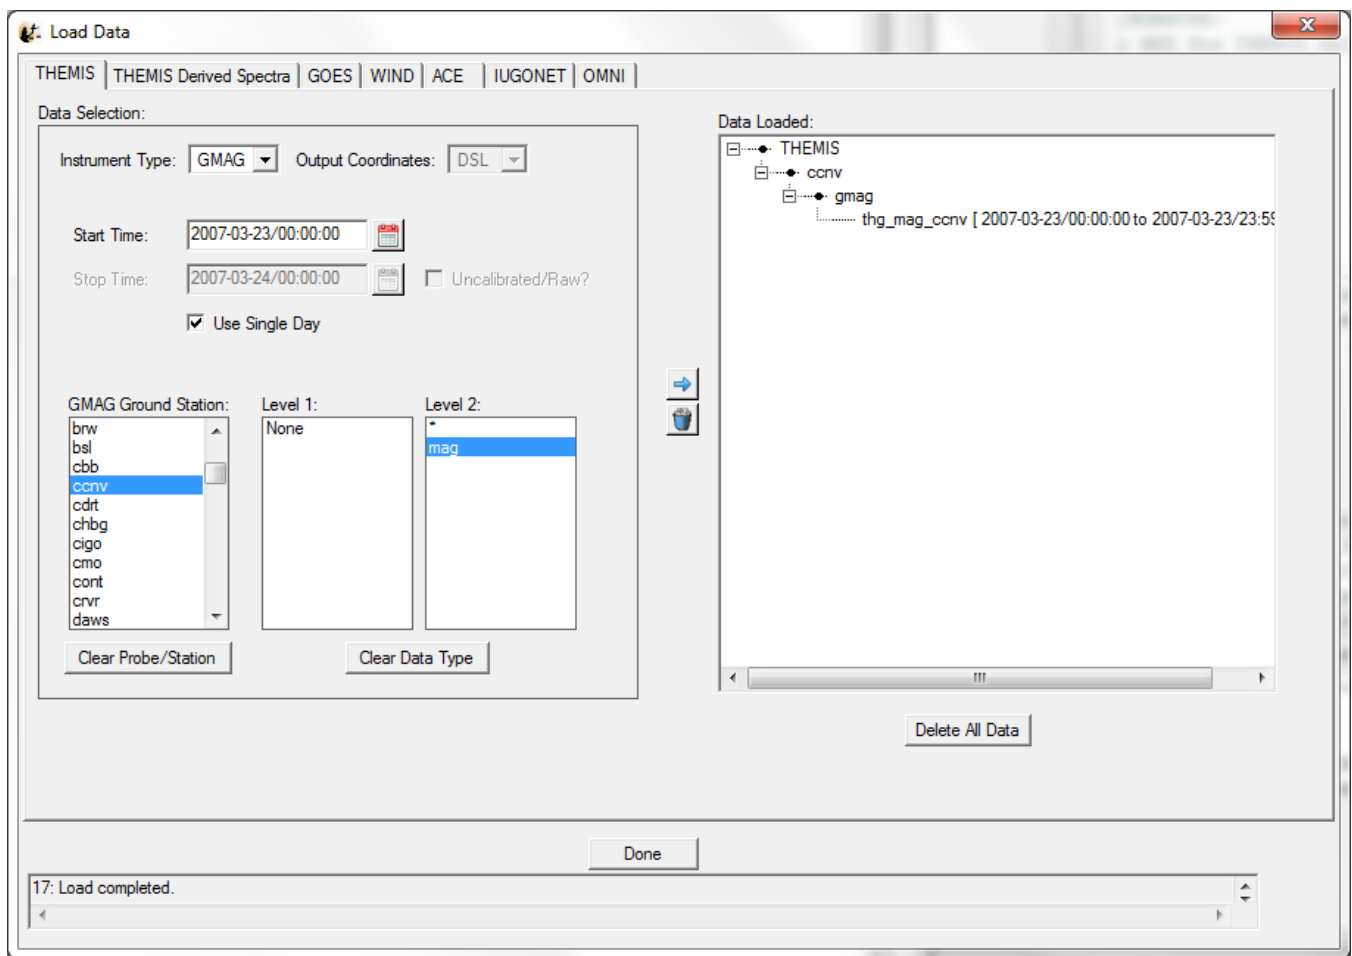 Load Data
THEMIS THEMIS Derived Spectra GOES WIND ACE IUGONET OMNI
Data Selection:
Instrument Type: GMAG Output Coordinates: DSL
Start Time: 2007-03-23/00:00:00
Stop Time: 2007-03-24/00:00:00 Uncalibrated/Raw?
Use Single Day
GMAG Ground Station:
brw
bsl
cbb
ccnv
cdrt
chbg
cigo
cmo
cont
crvr
daws
Level 1:
None
Level 2:
*
mag
Clear Probe/Station Clear Data Type
Data Loaded:
THEMIS
ccnv
gmag
thg_mag_ccnv [ 2007-03-23/00:00:00 to 2007-03-23/23:59
Delete All Data
Done
17: Load completed.